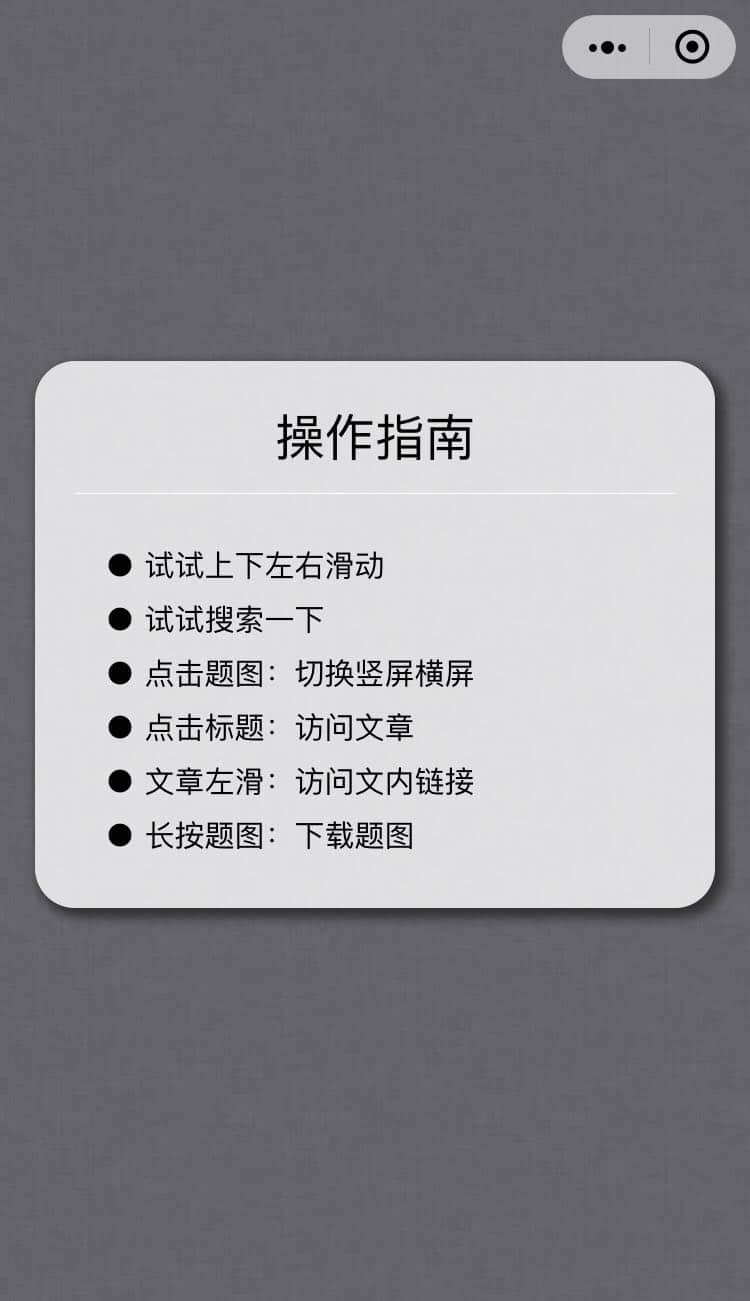 操作指南
● 试试上下左右滑动
● 试试搜索一下
● 点击题图：切换竖屏横屏
● 点击标题：访问文章
● 文章左滑：访问文内链接
● 长按题图：下载题图